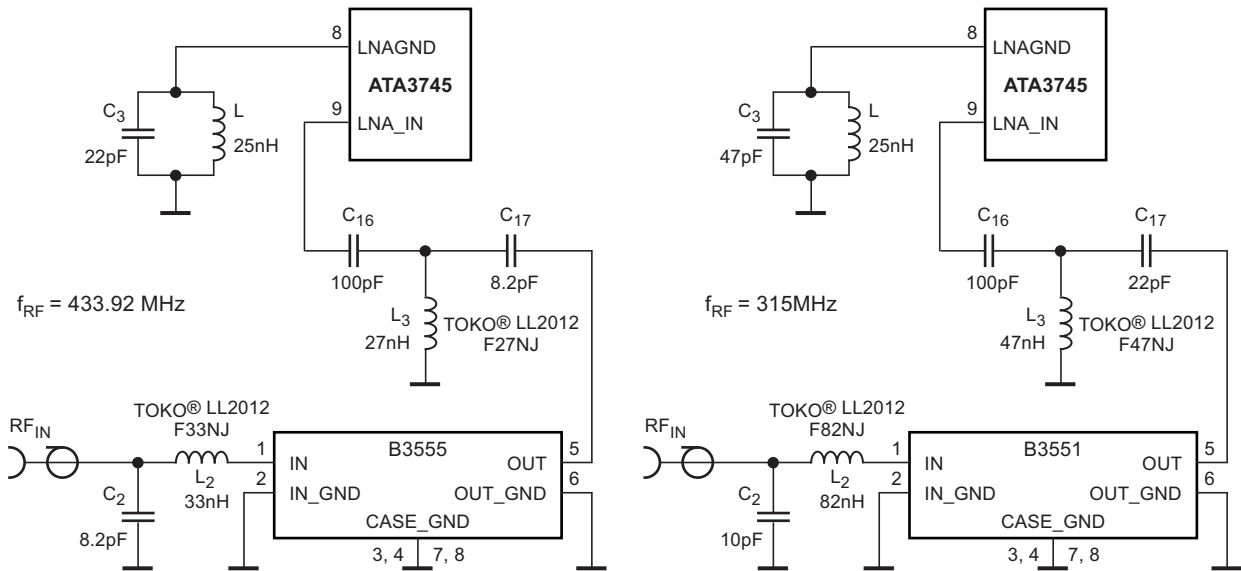 8
LNAGND
ATA3745
C3
L
9
LNA_IN
22pF
25nH
C16
C17
100pF
8.2pF
fRF = 433.92 MHz
L3
TOKO® LL2012
27nH
F27NJ
TOKO® LL2012
RFIN
F33NJ
B3555
1
IN
OUT
5
2
L2
6
C2
33nH
IN_GND
OUT_GND
8.2pF
CASE_GND
3, 4
7, 8
8
LNAGND
ATA3745
C3
L
9
LNA_IN
47pF
25nH
C16
C17
100pF
22pF
fRF = 315MHz
L3
TOKO® LL2012
47nH
F47NJ
TOKO® LL2012
RFIN
F82NJ
B3551
1
IN
OUT
5
2
L2
6
C2
82nH
IN_GND
OUT_GND
10pF
CASE_GND
3, 4
7, 8